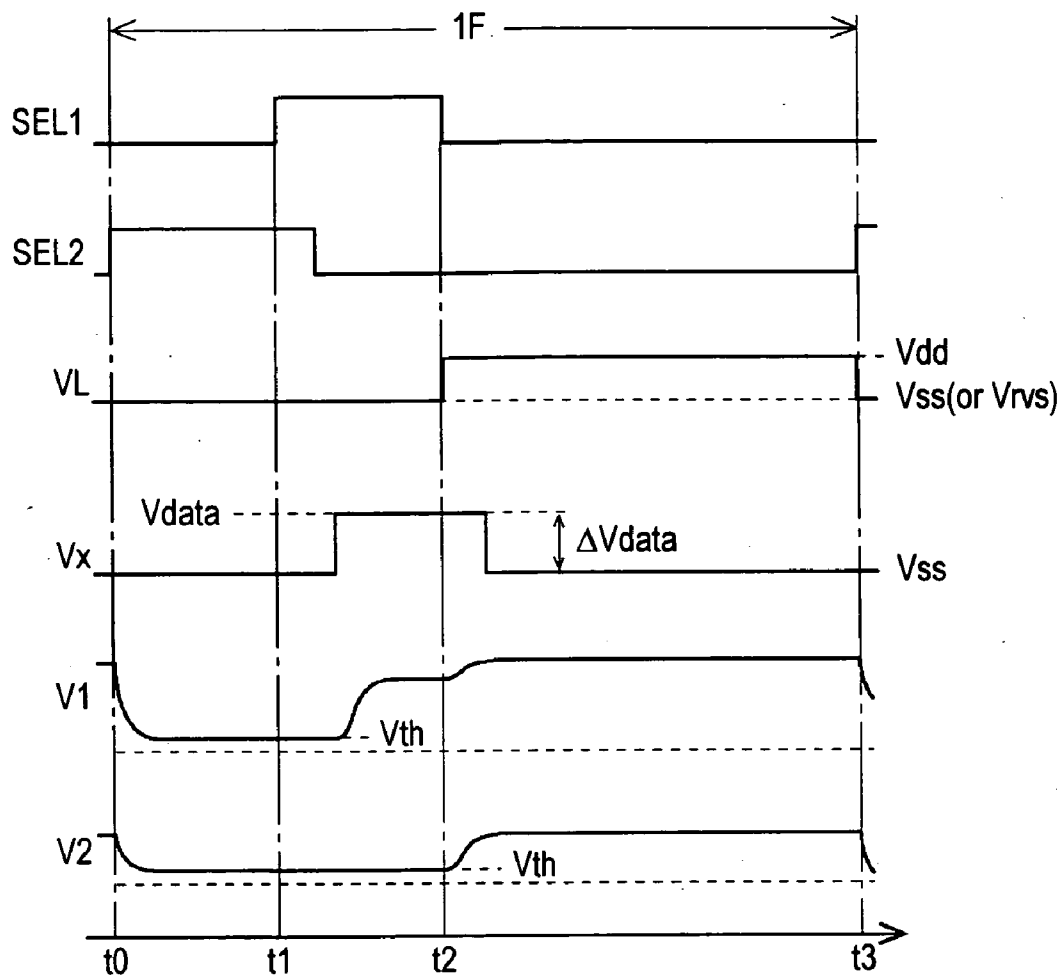 1F
SEL1
SEL2
Vdd
VL
Vss(or Vrvs)
Vdata
ΔVdata
Vx
Vss
V1
Vth
V2
Vth
t0 t1 t2 t3